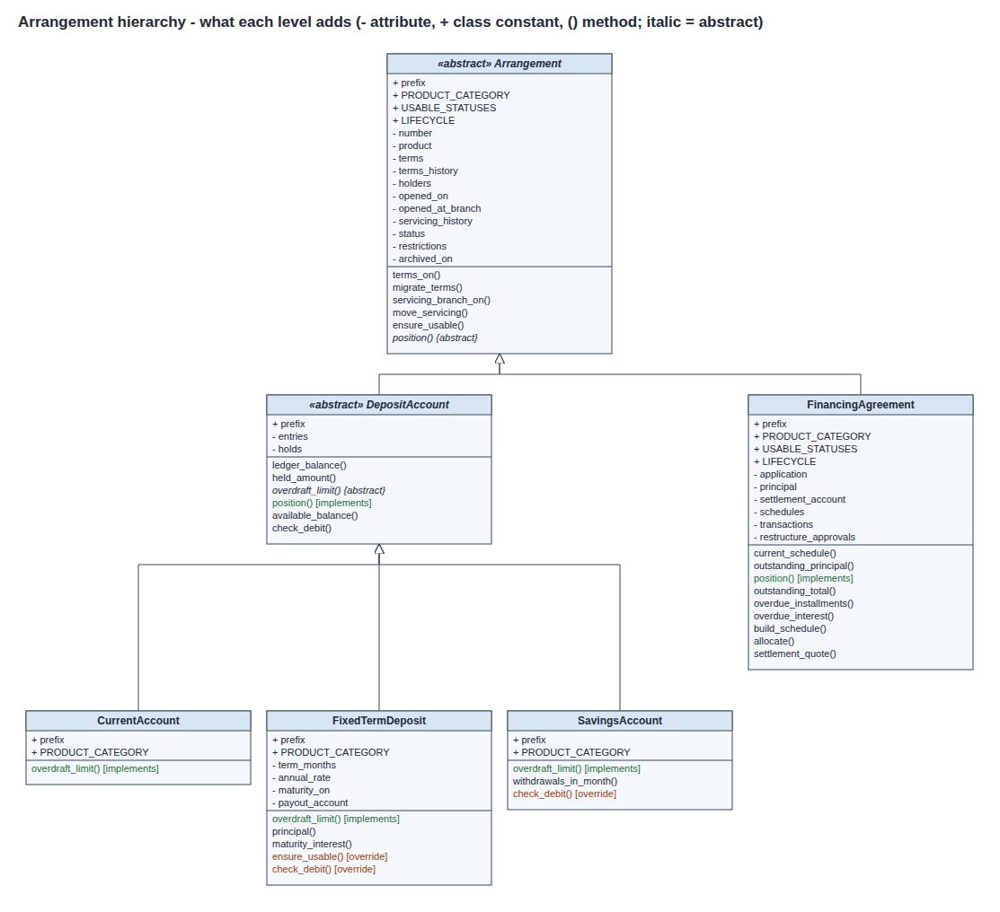 Arrangement hierarchy - what each level adds (- attribute, + class constant, () method; italic = abstract)
«abstract» Arrangement
+ prefix
+ PRODUCT_CATEGORY
+ USABLE_STATUSES
+ LIFECYCLE
- number
- product
- terms
- terms_history
- holders
- opened_on
- opened_at_branch
- servicing_history
- status
- restrictions
- archived_on
terms_on()
migrate_terms()
servicing_branch_on()
move_servicing()
ensure_usable()
position() {abstract}
«abstract» DepositAccount
+ prefix
- entries
- holds
ledger_balance()
held_amount()
overdraft_limit() {abstract}
position() [implements]
available_balance()
check_debit()
FinancingAgreement
+ prefix
+ PRODUCT_CATEGORY
+ USABLE_STATUSES
+ LIFECYCLE
- application
- principal
- settlement_account
- schedules
- transactions
- restructure_approvals
current_schedule()
outstanding_principal()
position() [implements]
outstanding_total()
overdue_installments()
overdue_interest()
build_schedule()
allocate()
settlement_quote()
CurrentAccount
+ prefix
+ PRODUCT_CATEGORY
overdraft_limit() [implements]
FixedTermDeposit
+ prefix
+ PRODUCT_CATEGORY
- term_months
- annual_rate
- maturity_on
- payout_account
overdraft_limit() [implements]
principal()
maturity_interest()
ensure_usable() [override]
check_debit() [override]
SavingsAccount
+ prefix
+ PRODUCT_CATEGORY
overdraft_limit() [implements]
withdrawals_in_month()
check_debit() [override]